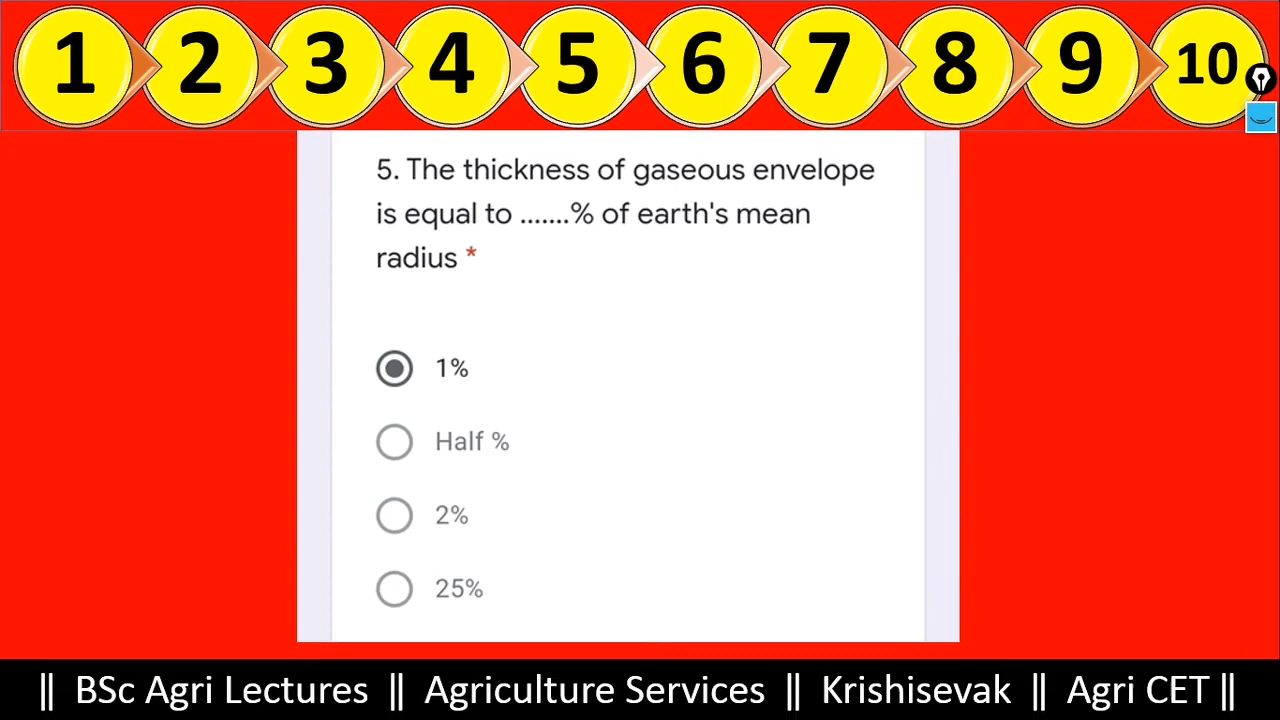 1 2 3 4 5 6 7 8 9 10
5. The thickness of gaseous envelope
is equal to .......% of earth's mean
radius *
1%
Half %
2%
25%
|| BSc Agri Lectures || Agriculture Services || Krishisevak || Agri CET ||